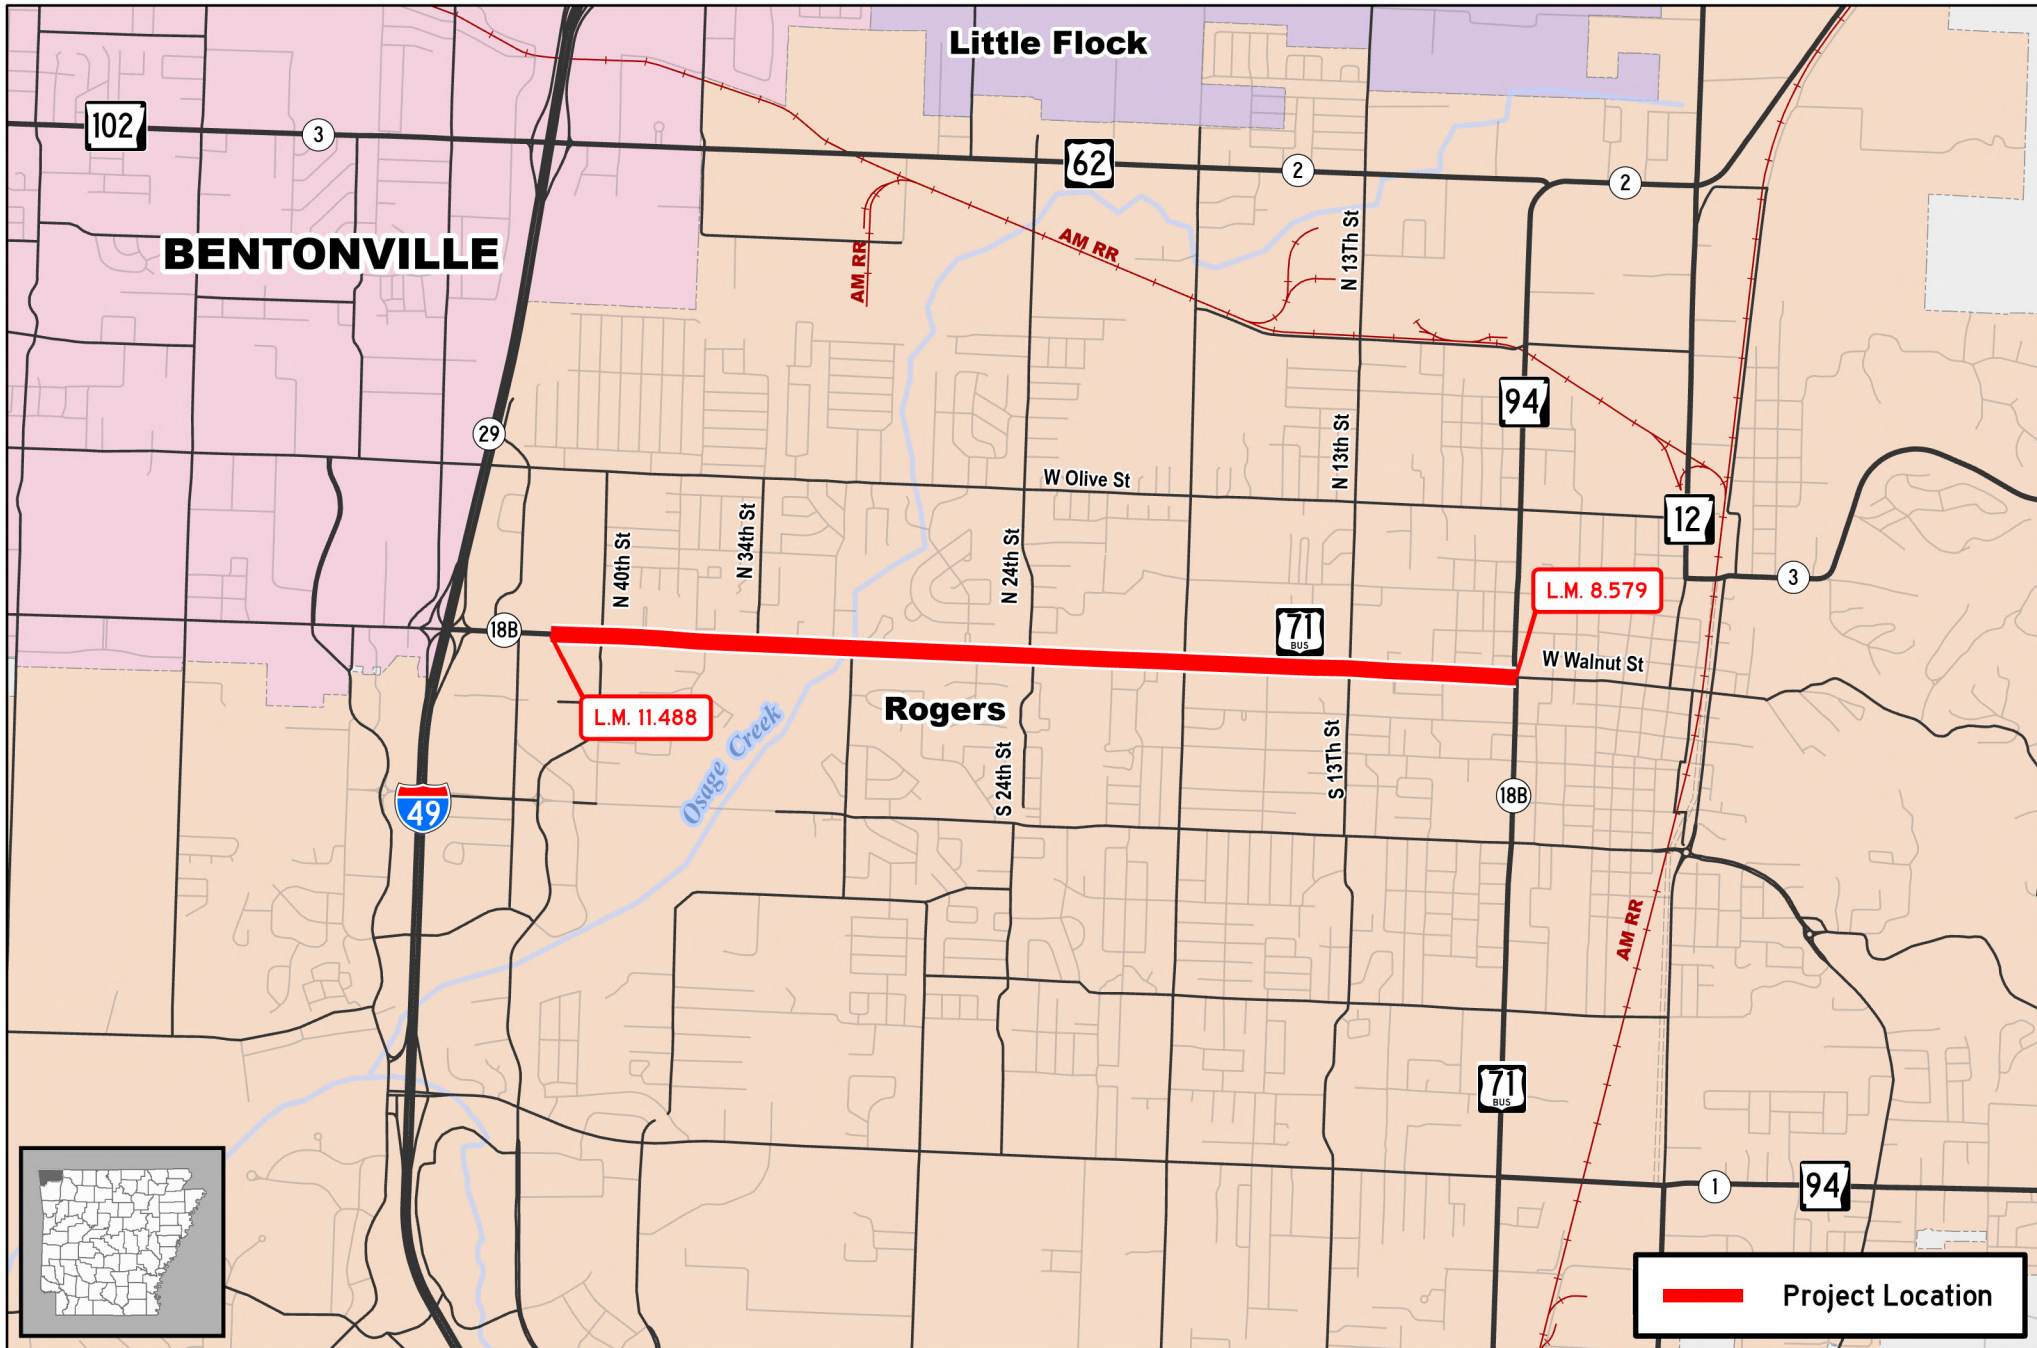 Little Flock
102
3
62
2
2
BENTONVILLE
AM RR
AM RR
N 13Th St
94
29
W Olive St
N 13th St
12
N 40th St
N 34th St
N 24th St
3
L.M. 8.579
18B
71
BUS
W Walnut St
L.M. 11.488
Rogers
Osage Creek
S 24th St
S 13Th St
18B
49
AM RR
71
BUS
1
94
Project Location